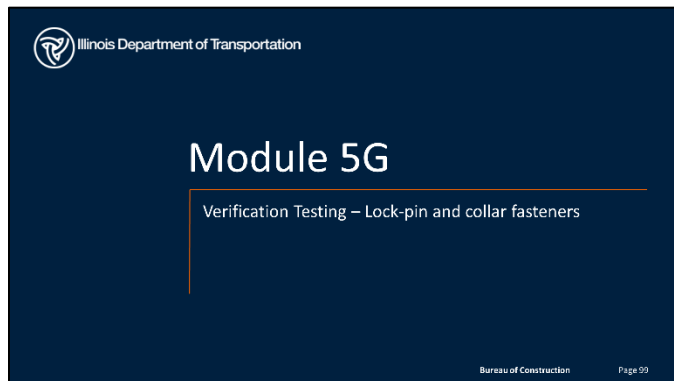 Illinois Department of Transportation
Module 5G
Verification Testing – Lock-pin and collar fasteners
Bureau of Construction Page 99